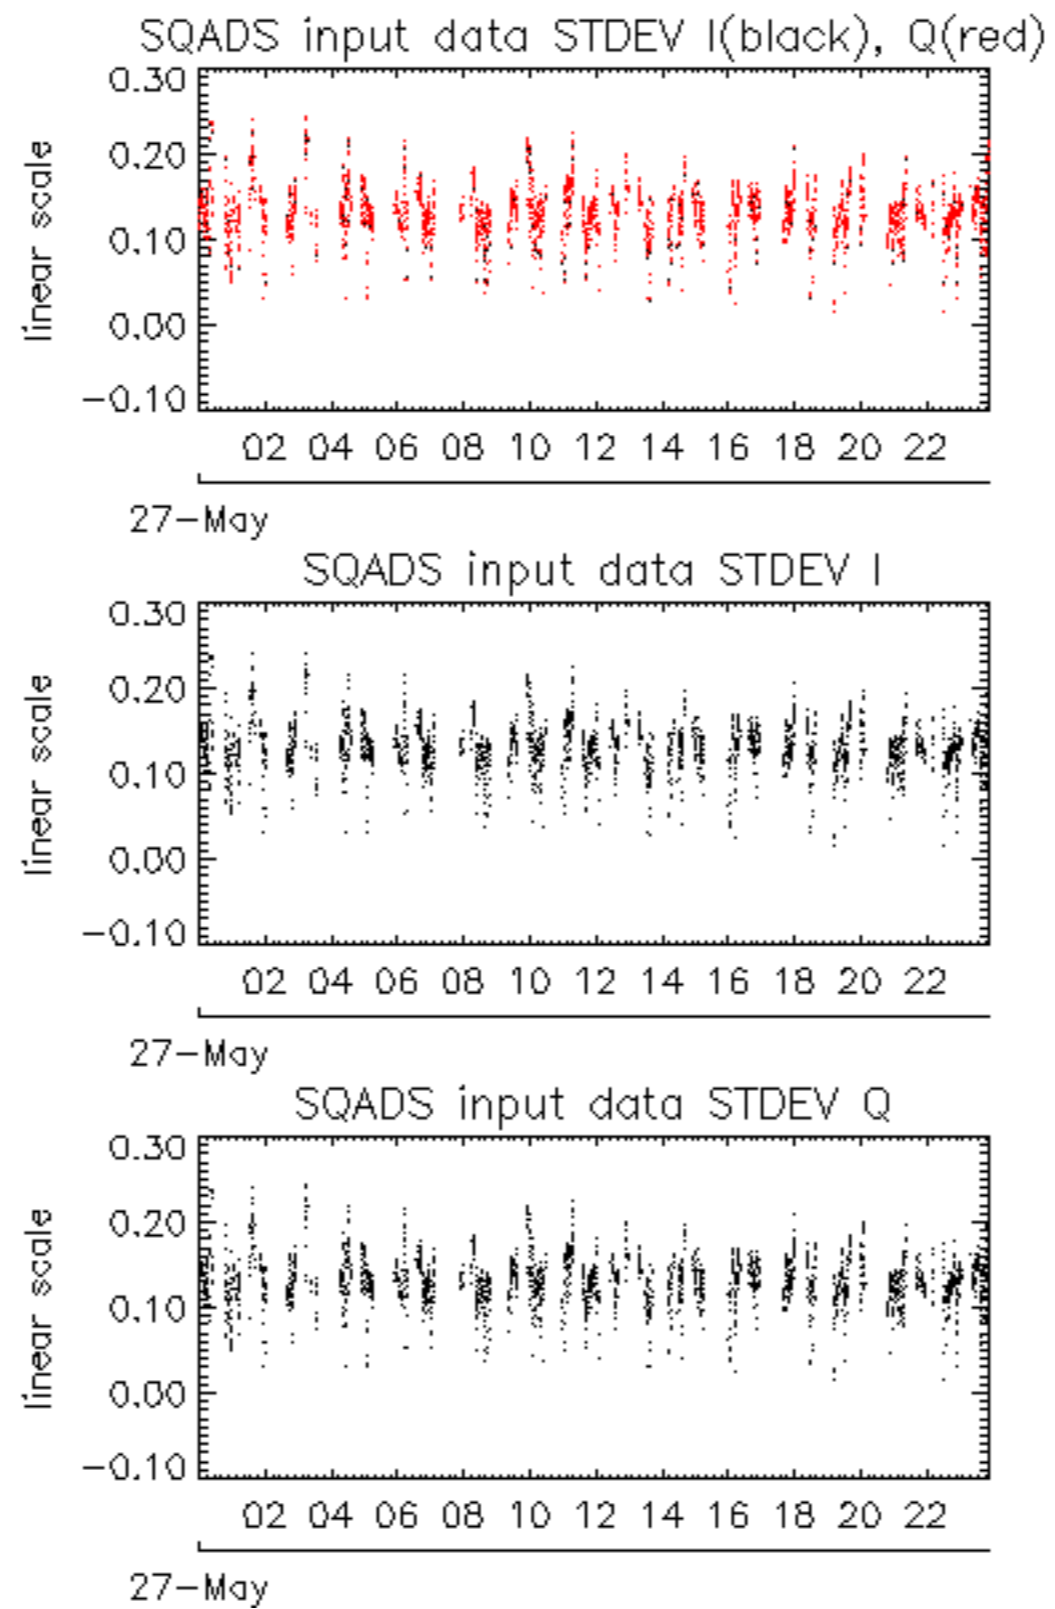 SQADS input data STDEV I(black), Q(red)
0.30
0.20
0.10
0.00
-0.10
linear scale
02 04 06 08 10 12 14 16 18 20 22
27-May
SQADS input data STDEV I
0.30
0.20
0.10
0.00
-0.10
linear scale
02 04 06 08 10 12 14 16 18 20 22
27-May
SQADS input data STDEV Q
0.30
0.20
0.10
0.00
-0.10
linear scale
02 04 06 08 10 12 14 16 18 20 22
27-May